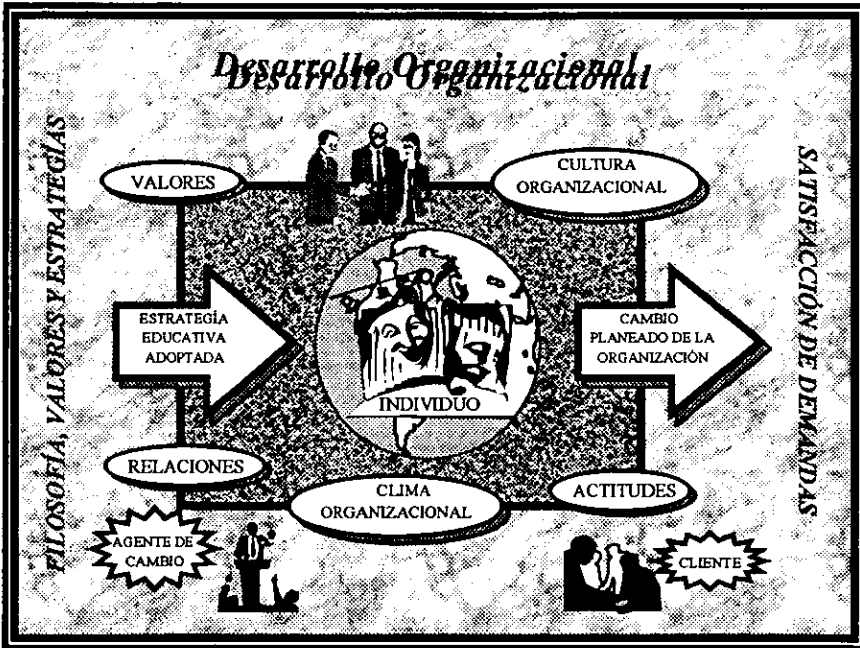 Desarrollo Organizacional
FILOSOFÍA, VALORES Y ESTRATEGÍAS
VALORES
CULTURA
ORGANIZACIONAL
SATISFACCIÓN DE DEMANDAS
ESTRATEGÍA
EDUCATIVA
ADOPTADA
INDIVIDUO
CAMBIO
PLANEADO DE LA
ORGANIZACIÓN
RELACIONES
CLIMA
ORGANIZACIONAL
ACTITUDES
AGENTE DE
CAMBIO
CLIENTE